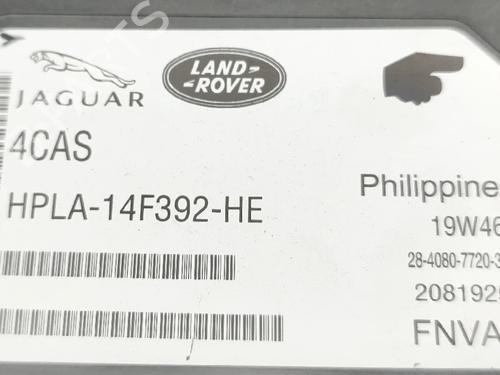 JAGUAR
LAND-
-ROVER
4CAS
HPLA-14F392-HE
Philippine
19W46
28-4080-7720-3
2081925
FNVA